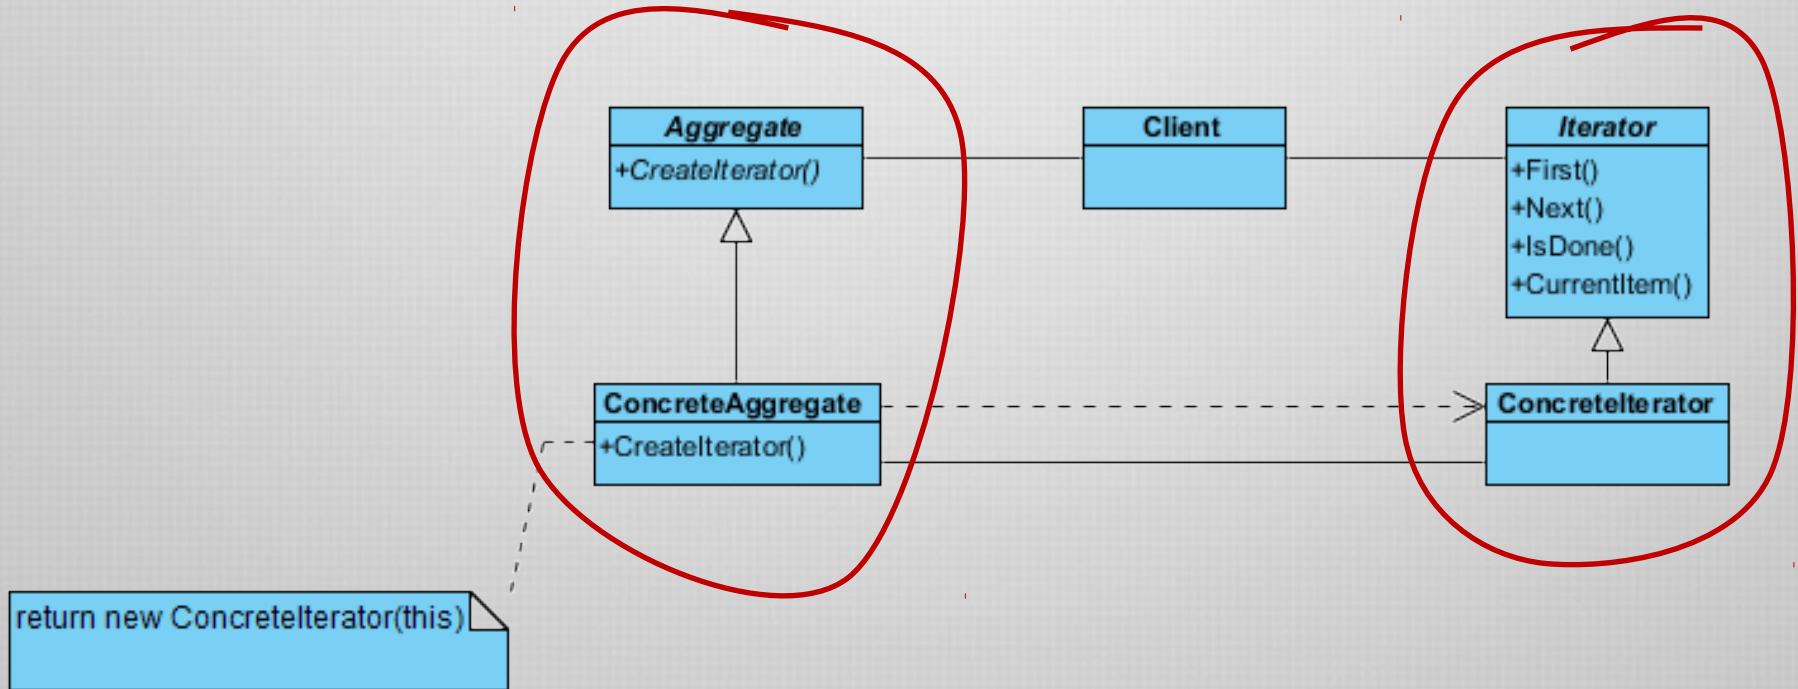 Aggregate
+CreateIterator()
Client
Iterator
+First()
+Next()
+IsDone()
+CurrentItem()
ConcreteAggregate
+CreateIterator()
ConcreteIterator
return new ConcreteIterator(this)